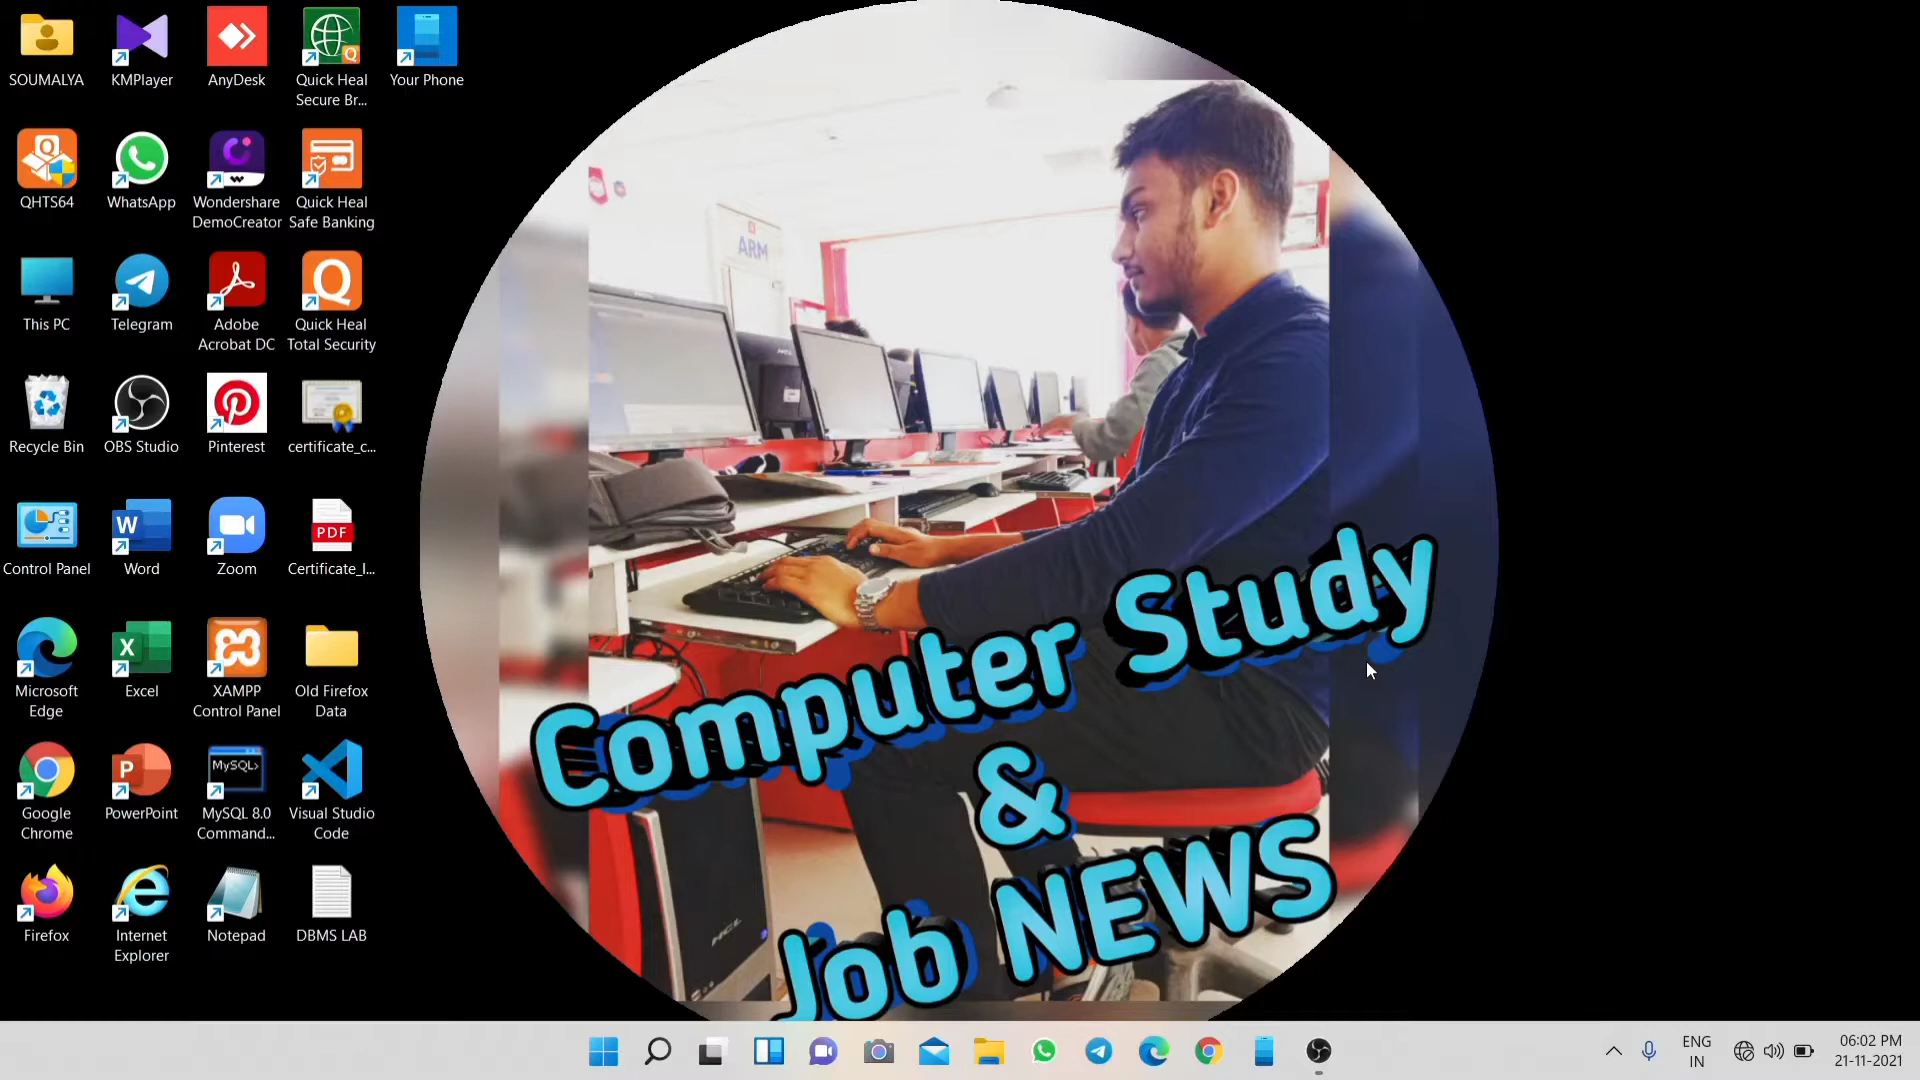 SOUMALYA
KMPlayer
AnyDesk
Quick Heal
Secure Br...
Your Phone
QHTS64
WhatsApp
Wondershare
DemoCreator
Quick Heal
Safe Banking
This PC
Telegram
Adobe
Acrobat DC
Quick Heal
Total Security
Recycle Bin
OBS Studio
Pinterest
certificate_c...
Control Panel
W
Word
Zoom
PDF
Certificate_I...
Microsoft
Edge
X
Excel
XAMPP
Control Panel
Old Firefox
Data
Google
Chrome
P
PowerPoint
MySQL>
MySQL 8.0
Command...
Visual Studio
Code
Firefox
Internet
Explorer
Notepad
DBMS LAB
ARM
Computer Study
&
Job NEWS
HCL
ENG
IN
06:02 PM
21-11-2021